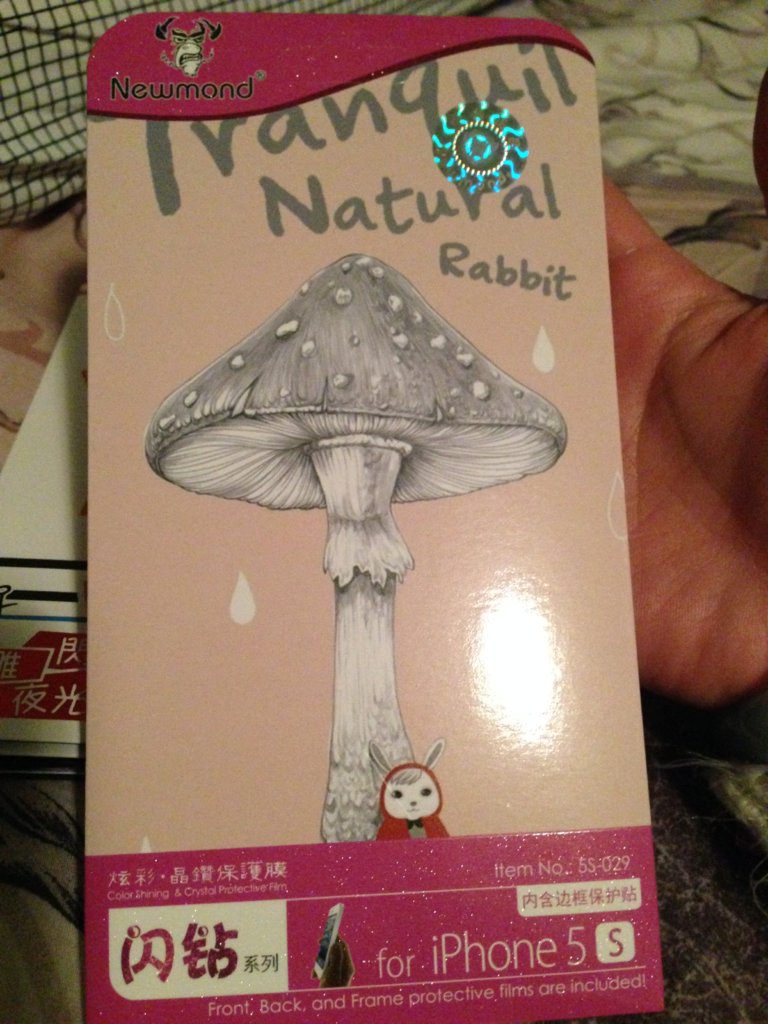 Newmond®
Tranquil
Natural
Rabbit
炫彩·晶鑽保護膜
Color Shining & Crystal Protective Film
Item No.: 5S-029
内含边框保护贴
闪钻系列
for iPhone 5 S
Front, Back, and Frame protective films are included!
閃
夜光